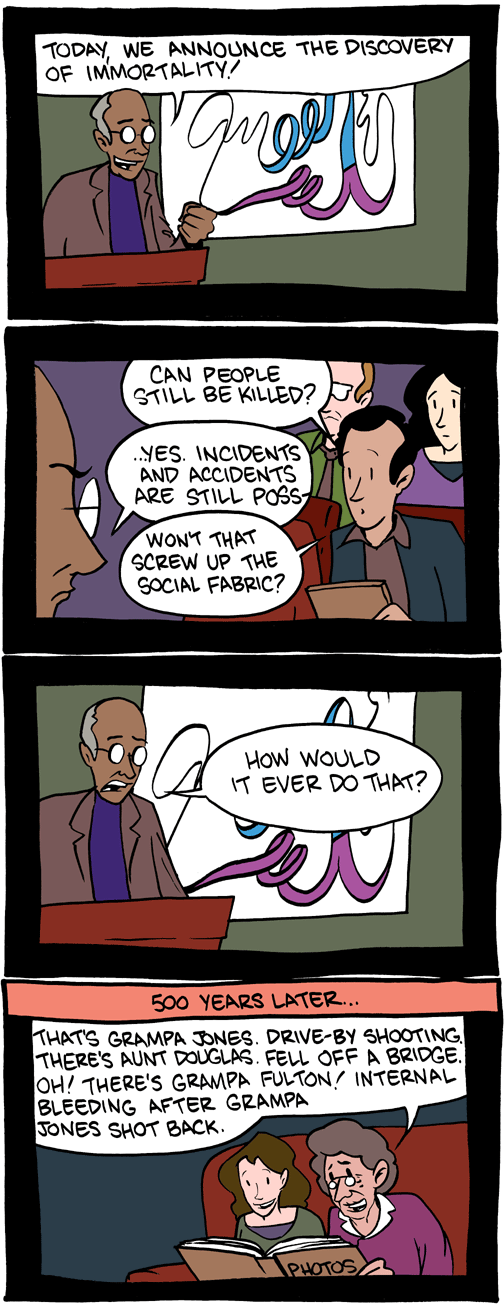 TODAY, WE ANNOUNCE THE DISCOVERY
OF IMMORTALITY!
CAN PEOPLE
STILL BE KILLED?
..YES. INCIDENTS
AND ACCIDENTS
ARE STILL POSS-
WON'T THAT
SCREW UP THE
SOCIAL FABRIC?
HOW WOULD
IT EVER DO THAT?
500 YEARS LATER...
THAT'S GRAMPA JONES. DRIVE-BY SHOOTING.
THERE'S AUNT DOUGLAS. FELL OFF A BRIDGE.
OH! THERE'S GRAMPA FULTON! INTERNAL
BLEEDING AFTER GRAMPA
JONES SHOT BACK.
PHOTOS